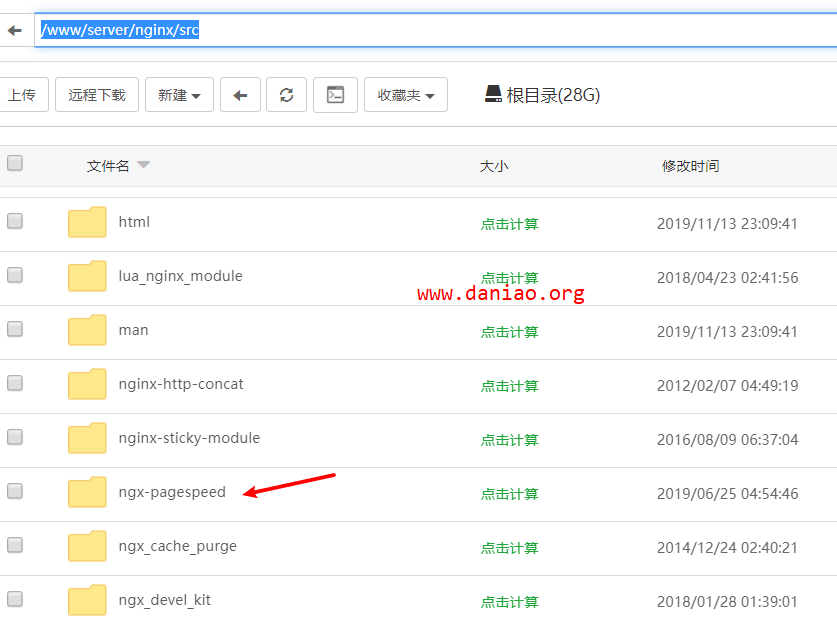 /www/server/nginx/src
上传 远程下载 新建 收藏夹 根目录(28G)
文件名 大小 修改时间
html 点击计算 2019/11/13 23:09:41
lua_nginx_module 点击计算 2018/04/23 02:41:56
www.daniao.org
man 点击计算 2019/11/13 23:09:41
nginx-http-concat 点击计算 2012/02/07 04:49:19
nginx-sticky-module 点击计算 2016/08/09 06:37:04
ngx-pagespeed 点击计算 2019/06/25 04:54:46
ngx_cache_purge 点击计算 2014/12/24 02:40:21
ngx_devel_kit 点击计算 2018/01/28 01:39:01